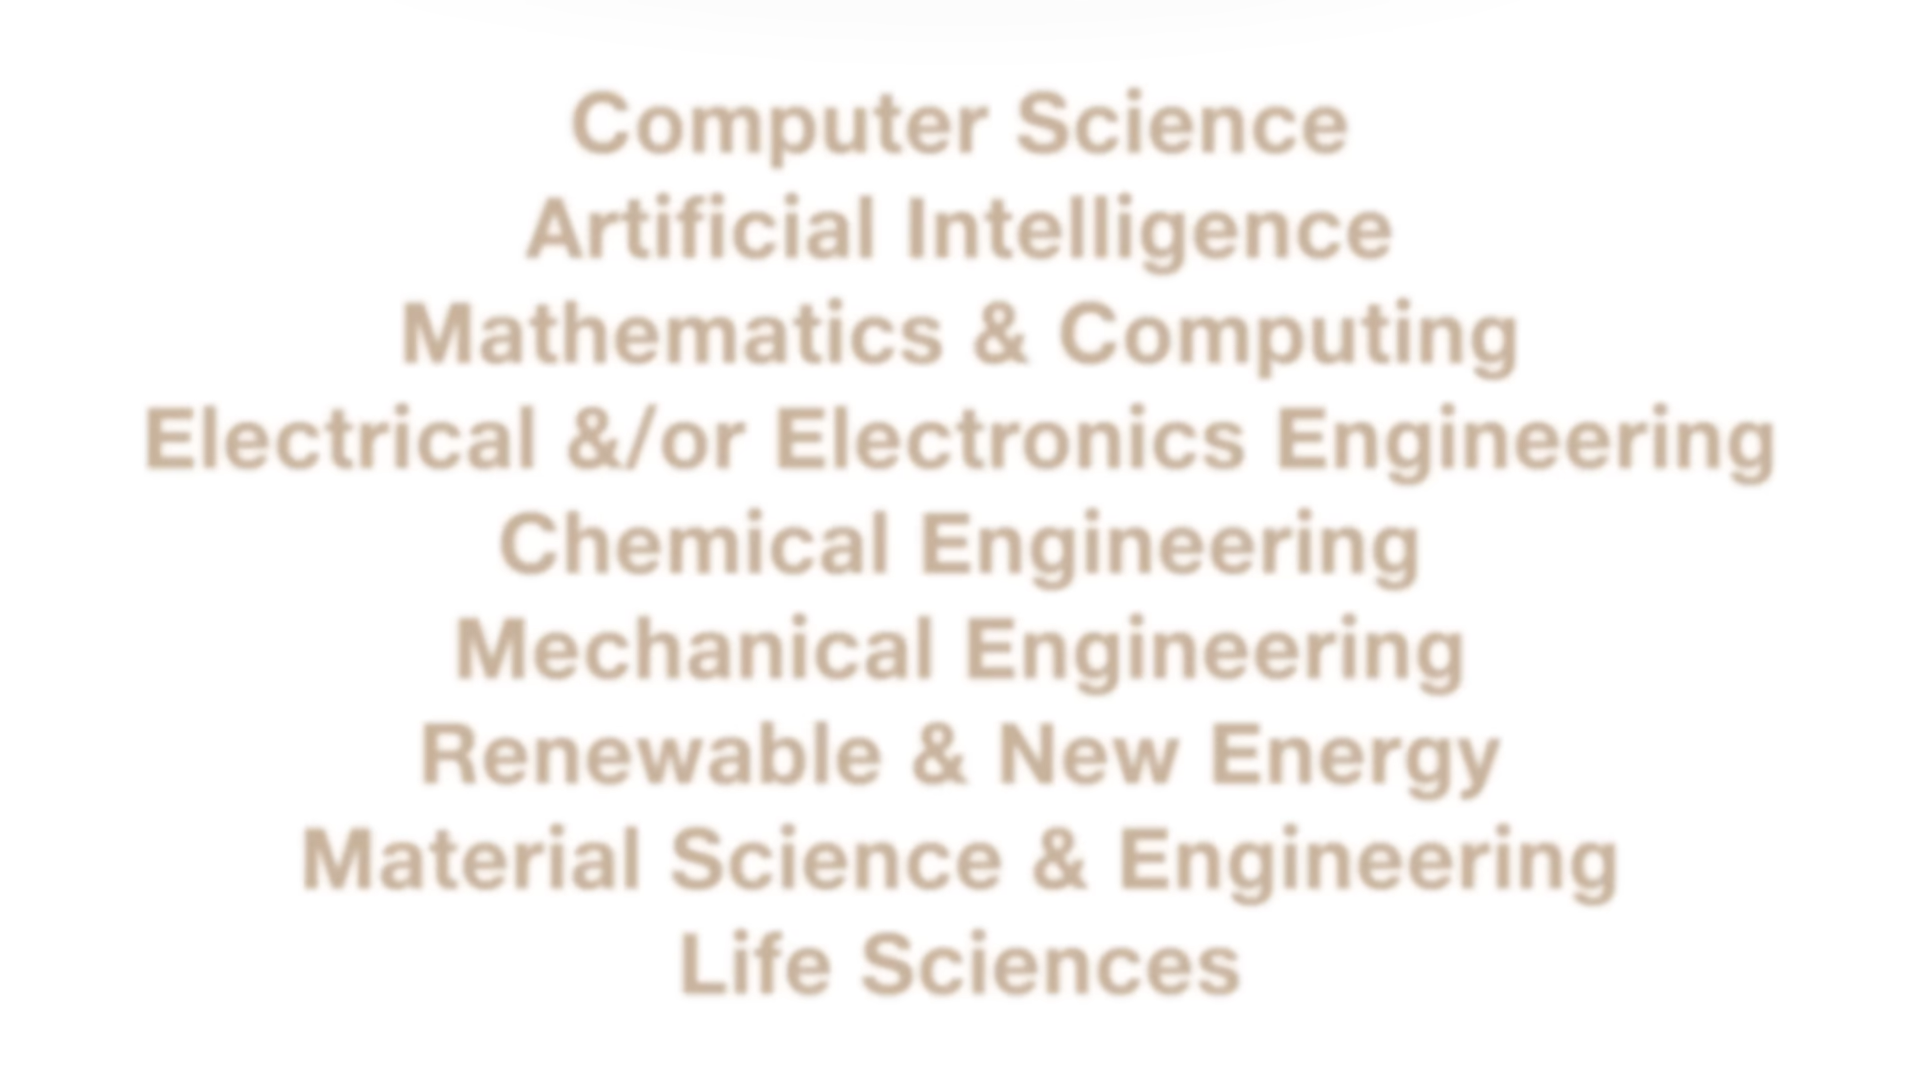 Computer Science
Artificial Intelligence
Mathematics & Computing
Electrical &/or Electronics Engineering
Chemical Engineering
Mechanical Engineering
Renewable & New Energy
Material Science & Engineering
Life Sciences